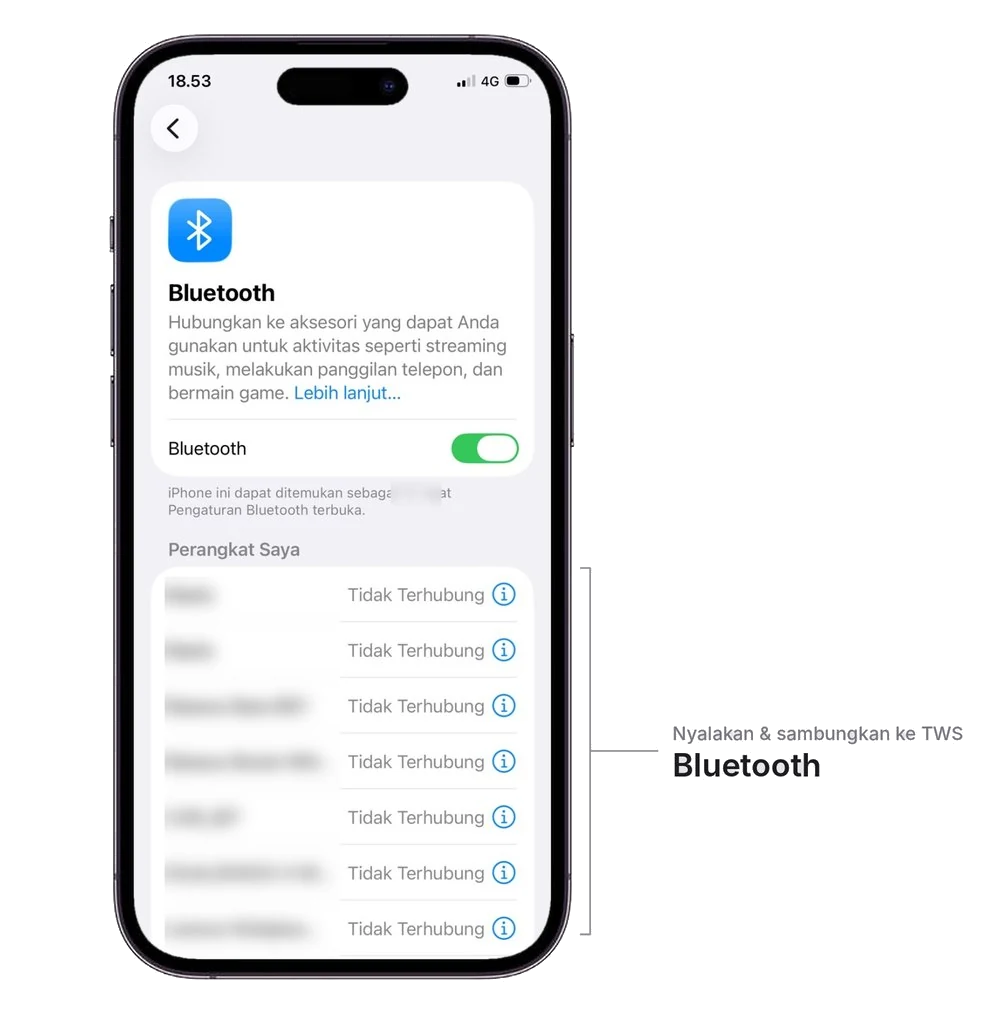 18.53
4G
Bluetooth
Hubungkan ke aksesori yang dapat Anda
gunakan untuk aktivitas seperti streaming
musik, melakukan panggilan telepon, dan
bermain game. Lebih lanjut...
Bluetooth
iPhone ini dapat ditemukan
Pengaturan Bluetooth terbuka.
Perangkat Saya
Tidak Terhubung
Tidak Terhubung
Tidak Terhubung
Tidak Terhubung
Tidak Terhubung
Tidak Terhubung
Tidak Terhubung
Nyalakan & sambungkan ke TWS
Bluetooth